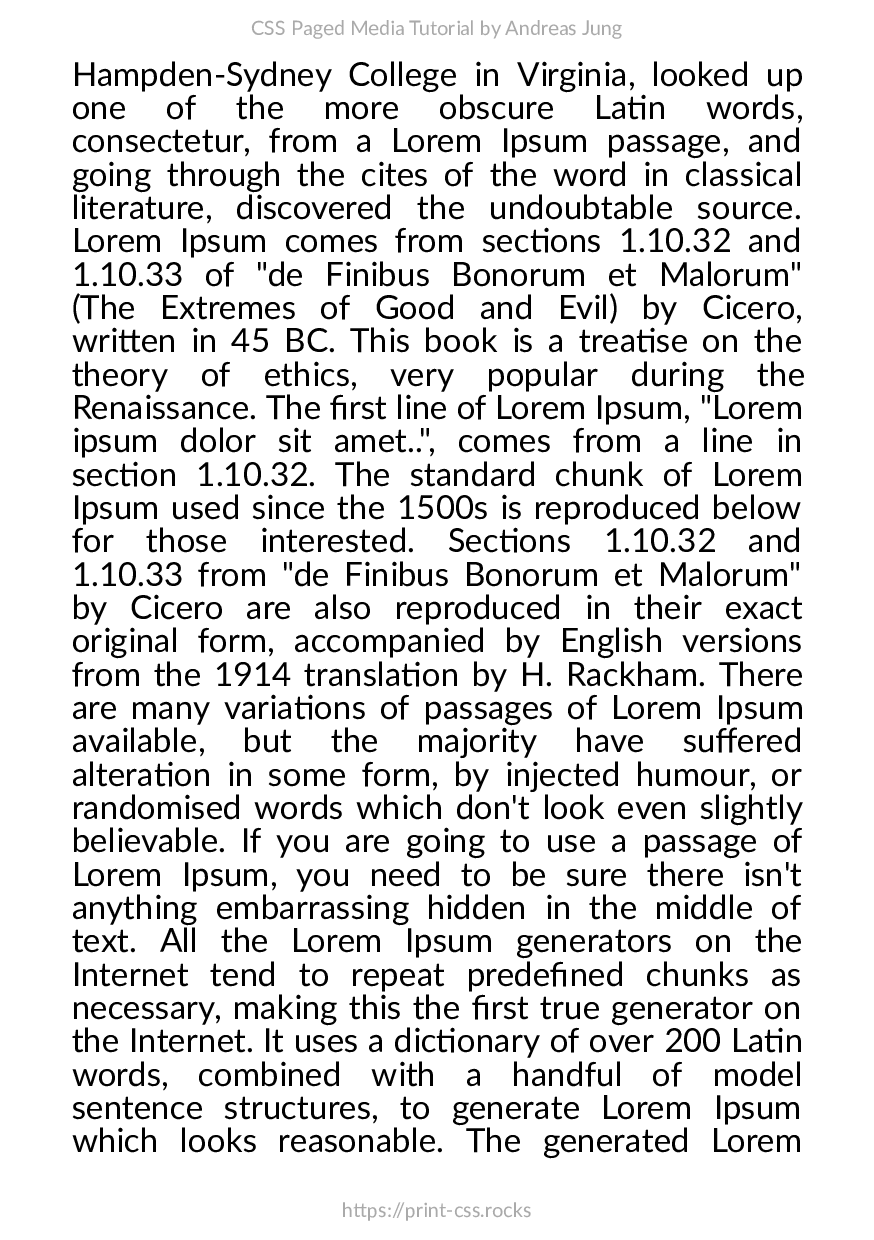 CSS Paged Media Tutorial by Andreas Jung
Hampden-Sydney College in Virginia, looked up
one of the more obscure Latin words,
consectetur, from a Lorem Ipsum passage, and
going through the cites of the word in classical
literature, discovered the undoubtable source.
Lorem Ipsum comes from sections 1.10.32 and
1.10.33 of "de Finibus Bonorum et Malorum"
(The Extremes of Good and Evil) by Cicero,
written in 45 BC. This book is a treatise on the
theory of ethics, very popular during the
Renaissance. The first line of Lorem Ipsum, "Lorem
ipsum dolor sit amet..", comes from a line in
section 1.10.32. The standard chunk of Lorem
Ipsum used since the 1500s is reproduced below
for those interested. Sections 1.10.32 and
1.10.33 from "de Finibus Bonorum et Malorum"
by Cicero are also reproduced in their exact
original form, accompanied by English versions
from the 1914 translation by H. Rackham. There
are many variations of passages of Lorem Ipsum
available, but the majority have suffered
alteration in some form, by injected humour, or
randomised words which don't look even slightly
believable. If you are going to use a passage of
Lorem Ipsum, you need to be sure there isn't
anything embarrassing hidden in the middle of
text. All the Lorem Ipsum generators on the
Internet tend to repeat predefined chunks as
necessary, making this the first true generator on
the Internet. It uses a dictionary of over 200 Latin
words, combined with a handful of model
sentence structures, to generate Lorem Ipsum
which looks reasonable. The generated Lorem
https://print-css.rocks